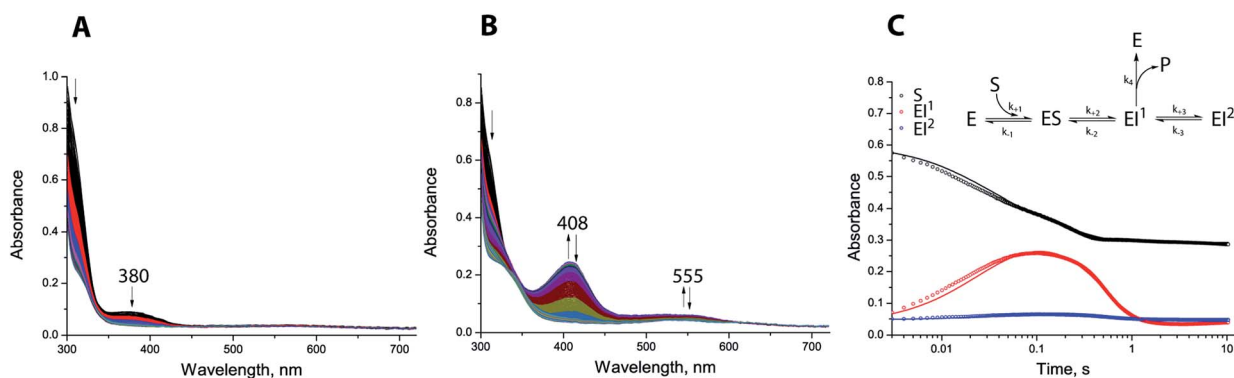 A
380
Absorbance
1.0
0.8
0.6
0.4
0.2
0.0
300
400
500
600
700
Wavelength, nm
B
408
555
Absorbance
0.8
0.6
0.4
0.2
0.0
300
400
500
600
700
Wavelength, nm
C
E
P
k4
S
k+1
k+2
k+3
E
ES
EI1
EI2
k-1
k-2
k-3
S
EI1
EI2
Absorbance
0.8
0.7
0.6
0.5
0.4
0.3
0.2
0.1
0.0
0.01
0.1
1
10
Time, s